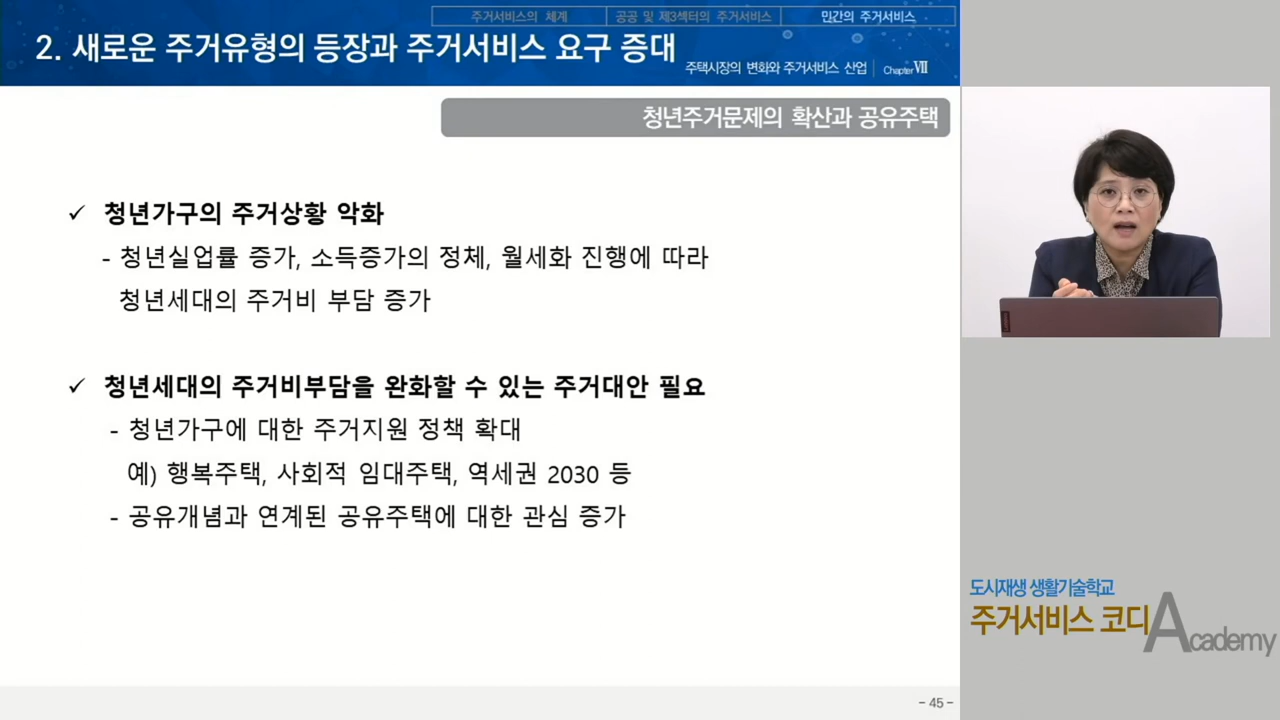 주거서비스의 체계
공공 및 제3섹터의 주거서비스
민간의 주거서비스
2. 새로운 주거유형의 등장과 주거서비스 요구 증대
주택시장의 변화와 주거서비스 산업
Chapter Ⅶ
청년주거문제의 확산과 공유주택
✓ 청년가구의 주거상황 악화
- 청년실업률 증가, 소득증가의 정체, 월세화 진행에 따라
청년세대의 주거비 부담 증가
✓ 청년세대의 주거비부담을 완화할 수 있는 주거대안 필요
- 청년가구에 대한 주거지원 정책 확대
예) 행복주택, 사회적 임대주택, 역세권 2030 등
- 공유개념과 연계된 공유주택에 대한 관심 증가
- 45 -
도시재생 생활기술학교
주거서비스 코디 Academy